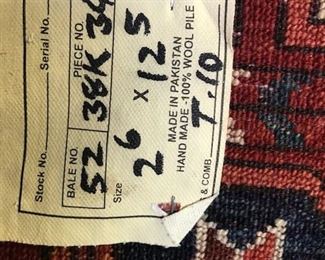 Serial No.
Stock No.
PIECE NO.
38K
BALE NO. 52
Size 26 x 125
MADE IN PAKISTAN
HAND MADE -100% WOOL PILE
& COMB T.10